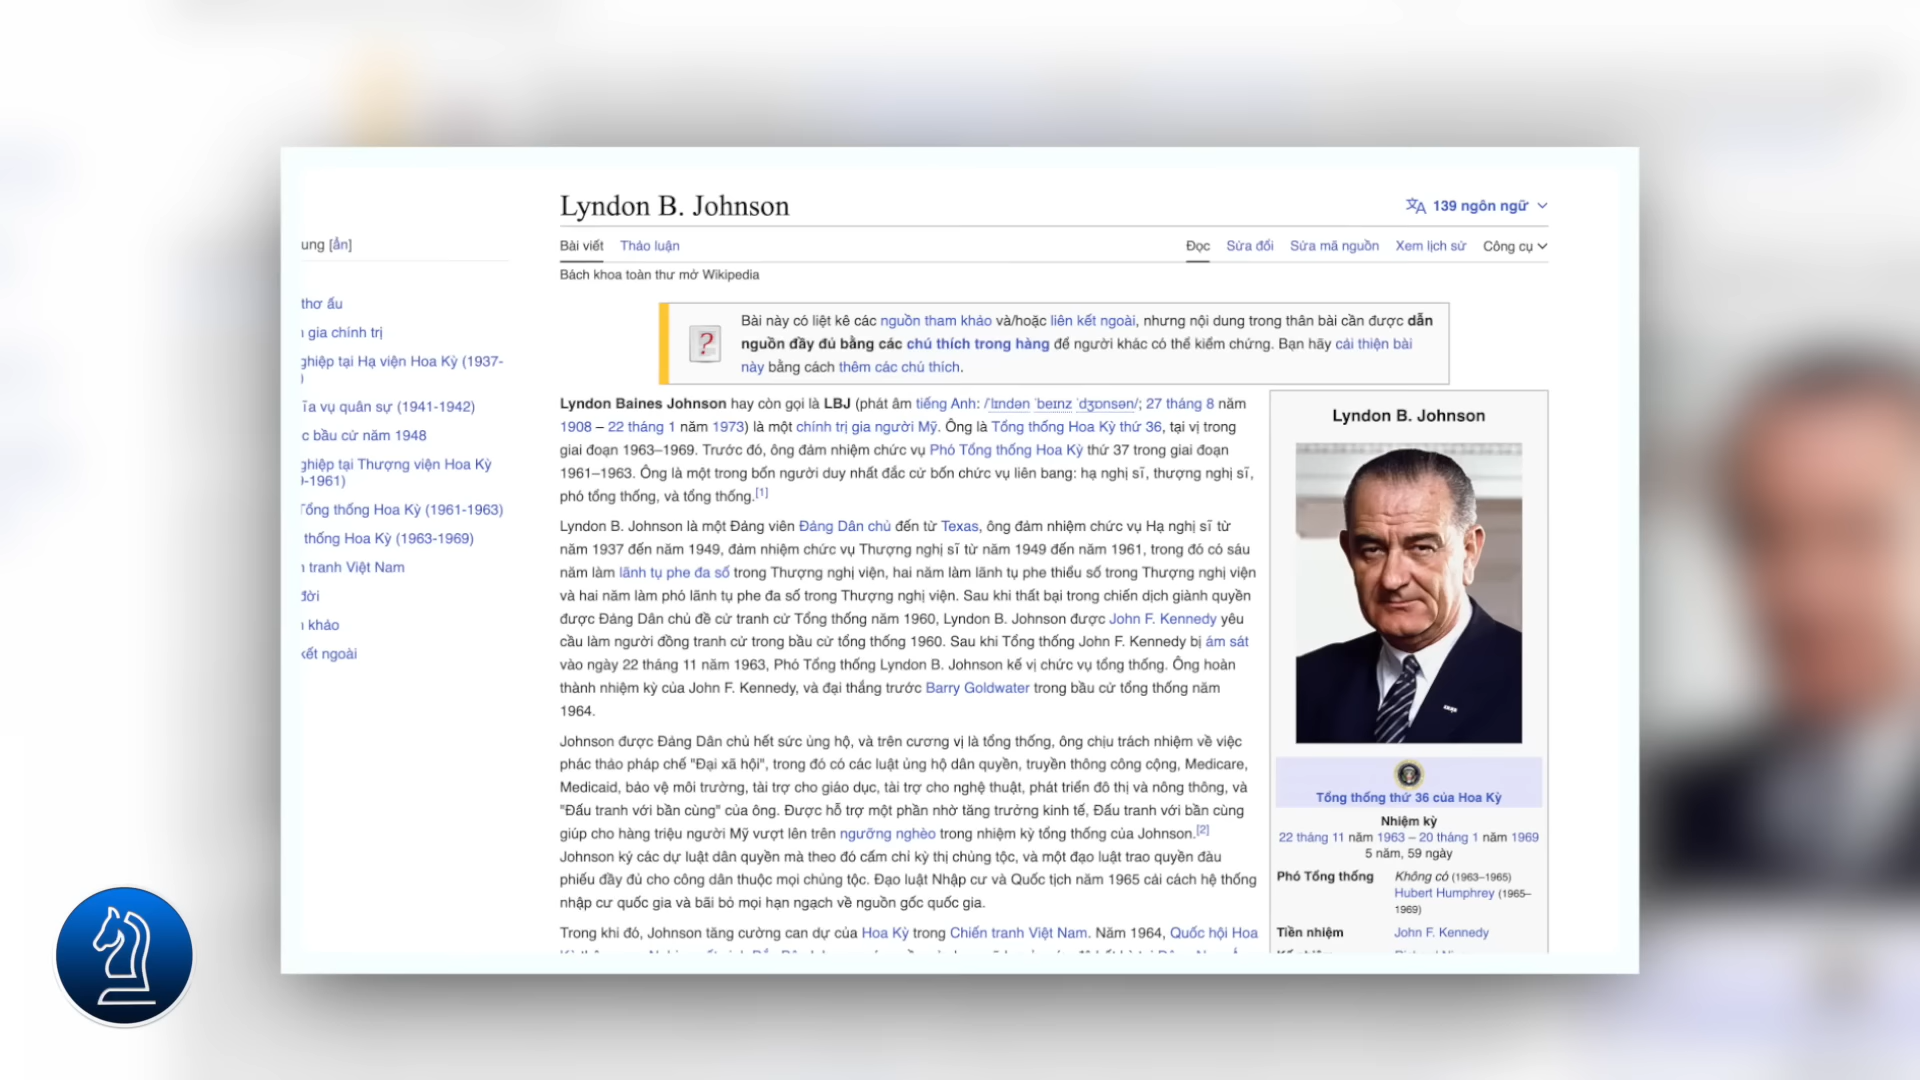 Lyndon B. Johnson
139 ngôn ngữ
ung [ẩn]
Bài viết Thảo luận
Đọc Sửa đổi Sửa mã nguồn Xem lịch sử Công cụ
Bách khoa toàn thư mở Wikipedia
thơ ấu
gia chính trị
ghiệp tại Hạ viện Hoa Kỳ (1937-
)
ĩa vụ quân sự (1941-1942)
c bầu cử năm 1948
ghiệp tại Thượng viện Hoa Kỳ
-1961)
Tổng thống Hoa Kỳ (1961-1963)
thống Hoa Kỳ (1963-1969)
tranh Việt Nam
đời
khảo
kết ngoài
Bài này có liệt kê các nguồn tham khảo và/hoặc liên kết ngoài, nhưng nội dung trong thân bài cần được dẫn
nguồn đầy đủ bằng các chú thích trong hàng để người khác có thể kiểm chứng. Bạn hãy cải thiện bài
này bằng cách thêm các chú thích.
Lyndon Baines Johnson hay còn gọi là LBJ (phát âm tiếng Anh: /ˈlɪndən ˈbeɪnz ˈdʒɒnsən/; 27 tháng 8 năm
1908 – 22 tháng 1 năm 1973) là một chính trị gia người Mỹ. Ông là Tổng thống Hoa Kỳ thứ 36, tại vị trong
giai đoạn 1963–1969. Trước đó, ông đảm nhiệm chức vụ Phó Tổng thống Hoa Kỳ thứ 37 trong giai đoạn
1961–1963. Ông là một trong bốn người duy nhất đắc cử bốn chức vụ liên bang: hạ nghị sĩ, thượng nghị sĩ,
phó tổng thống, và tổng thống.[1]
Lyndon B. Johnson là một Đảng viên Đảng Dân chủ đến từ Texas, ông đảm nhiệm chức vụ Hạ nghị sĩ từ
năm 1937 đến năm 1949, đảm nhiệm chức vụ Thượng nghị sĩ từ năm 1949 đến năm 1961, trong đó có sáu
năm làm lãnh tụ phe đa số trong Thượng nghị viện, hai năm làm lãnh tụ phe thiểu số trong Thượng nghị viện
và hai năm làm phó lãnh tụ phe đa số trong Thượng nghị viện. Sau khi thất bại trong chiến dịch giành quyền
được Đảng Dân chủ đề cử tranh cử Tổng thống năm 1960, Lyndon B. Johnson được John F. Kennedy yêu
cầu làm người đồng tranh cử trong bầu cử tổng thống 1960. Sau khi Tổng thống John F. Kennedy bị ám sát
vào ngày 22 tháng 11 năm 1963, Phó Tổng thống Lyndon B. Johnson kế vị chức vụ tổng thống. Ông hoàn
thành nhiệm kỳ của John F. Kennedy, và đại thắng trước Barry Goldwater trong bầu cử tổng thống năm
1964.
Johnson được Đảng Dân chủ hết sức ủng hộ, và trên cương vị là tổng thống, ông chịu trách nhiệm về việc
phác thảo pháp chế "Đại xã hội", trong đó có các luật ủng hộ dân quyền, truyền thông công cộng, Medicare,
Medicaid, bảo vệ môi trường, tài trợ cho giáo dục, tài trợ cho nghệ thuật, phát triển đô thị và nông thông, và
"Đấu tranh với bần cùng" của ông. Được hỗ trợ một phần nhờ tăng trưởng kinh tế, Đấu tranh với bần cùng
giúp cho hàng triệu người Mỹ vượt lên trên ngưỡng nghèo trong nhiệm kỳ tổng thống của Johnson.[2]
Johnson ký các dự luật dân quyền mà theo đó cấm chỉ kỳ thị chủng tộc, và một đạo luật trao quyền đàu
phiếu đầy đủ cho công dân thuộc mọi chủng tộc. Đạo luật Nhập cư và Quốc tịch năm 1965 cải cách hệ thống
nhập cư quốc gia và bãi bỏ mọi hạn ngạch về nguồn gốc quốc gia.
Trong khi đó, Johnson tăng cường can dự của Hoa Kỳ trong Chiến tranh Việt Nam. Năm 1964, Quốc hội Hoa
Lyndon B. Johnson
Tổng thống thứ 36 của Hoa Kỳ
Nhiệm kỳ
22 tháng 11 năm 1963 – 20 tháng 1 năm 1969
5 năm, 59 ngày
Phó Tổng thống Không có (1963–1965)
Hubert Humphrey (1965–
1969)
Tiền nhiệm John F. Kennedy